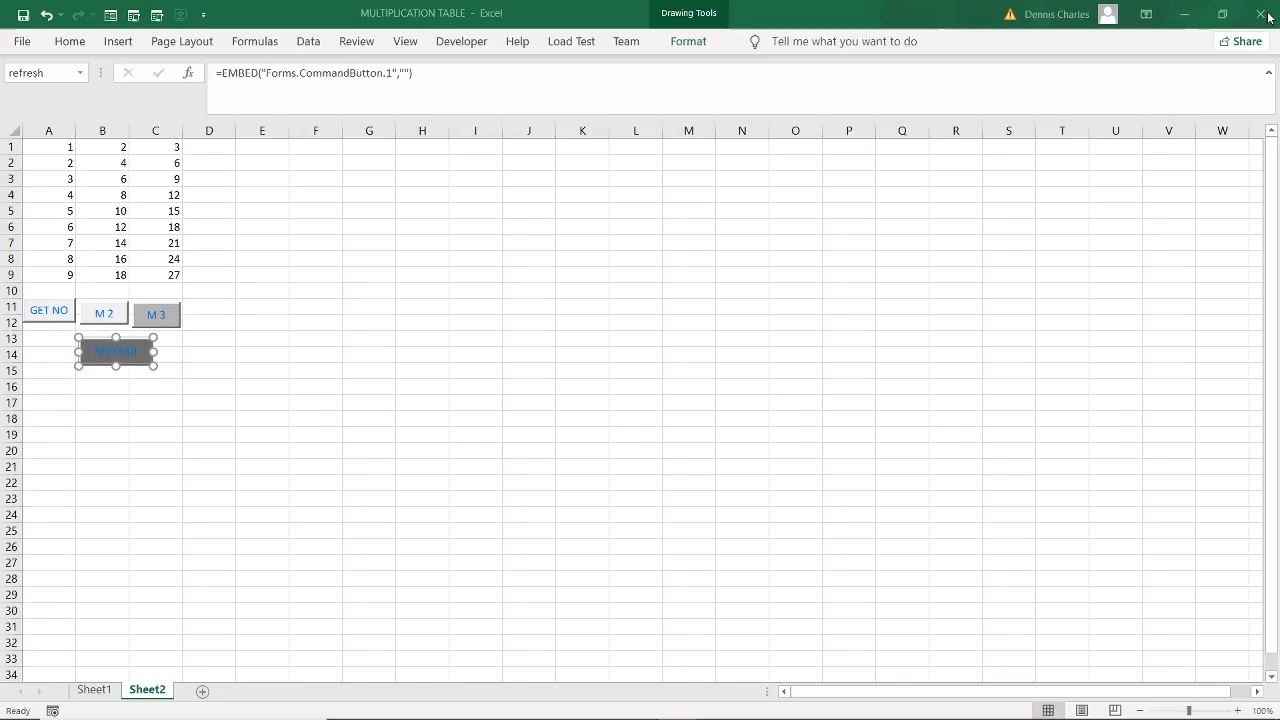 MULTIPLICATION TABLE - Excel
Drawing Tools
Dennis Charles
File Home Insert Page Layout Formulas Data Review View Developer Help Load Test Team Format Tell me what you want to do Share
refresh fx =EMBED("Forms.CommandButton.1","")
A B C D E F G H I J K L M N O P Q R S T U V W
1 1 2 3
2 2 4 6
3 3 6 9
4 4 8 12
5 5 10 15
6 6 12 18
7 7 14 21
8 8 16 24
9 9 18 27
10
11
GET NO M 2 M 3
12
13
REFRESH
14
15
16
17
18
19
20
21
22
23
24
25
26
27
28
29
30
31
32
33
34
Sheet1 Sheet2
Ready 100%